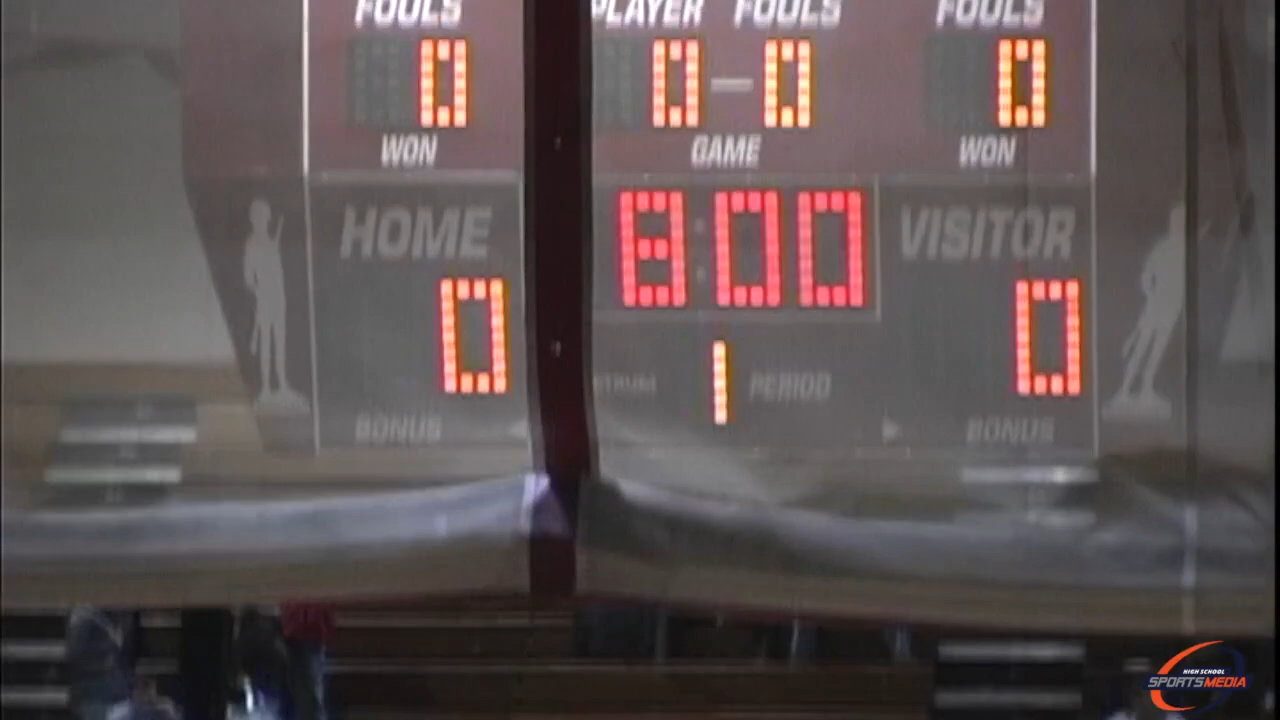 FOULS PLAYER FOULS FOULS
0 0-0 0
WON GAME WON
HOME 8:00 VISITOR
0 0
1 PERIOD
BONUS BONUS
HIGH SCHOOL
SPORTSMEDIA